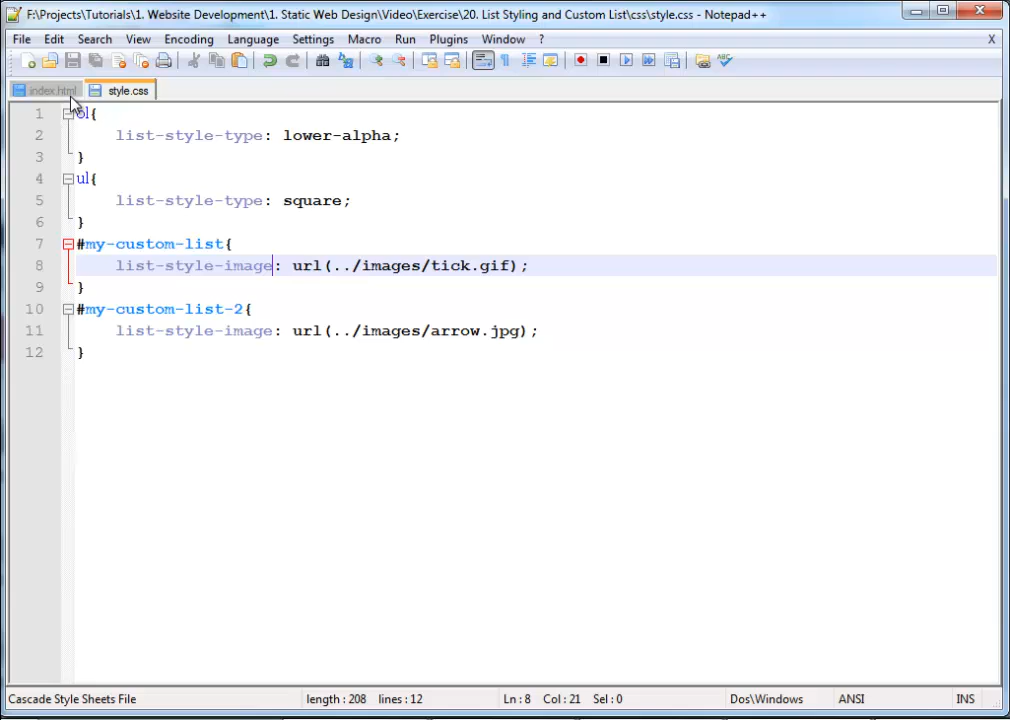 F:\Projects\Tutorials\1. Website Development\1. Static Web Design\Video\Exercise\20. List Styling and Custom List\css\style.css - Notepad++
File Edit Search View Encoding Language Settings Macro Run Plugins Window ? X
index.html style.css
1 ol{
2 list-style-type: lower-alpha;
3 }
4 ul{
5 list-style-type: square;
6 }
7 #my-custom-list{
8 list-style-image: url(../images/tick.gif);
9 }
10 #my-custom-list-2{
11 list-style-image: url(../images/arrow.jpg);
12 }
Cascade Style Sheets File length : 208 lines : 12 Ln : 8 Col : 21 Sel : 0 Dos\Windows ANSI INS